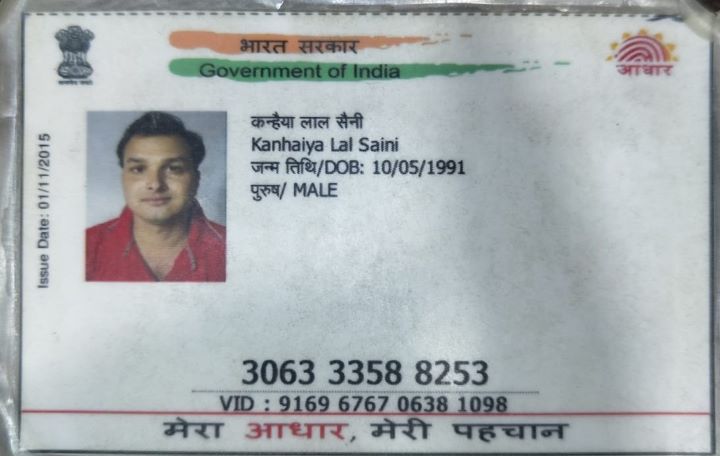 भारत सरकार
Government of India
आधार
Issue Date: 01/11/2015
कन्हैया लाल सैनी
Kanhaiya Lal Saini
जन्म तिथि/DOB: 10/05/1991
पुरुष/ MALE
3063 3358 8253
VID : 9169 6767 0638 1098
मेरा आधार, मेरी पहचान